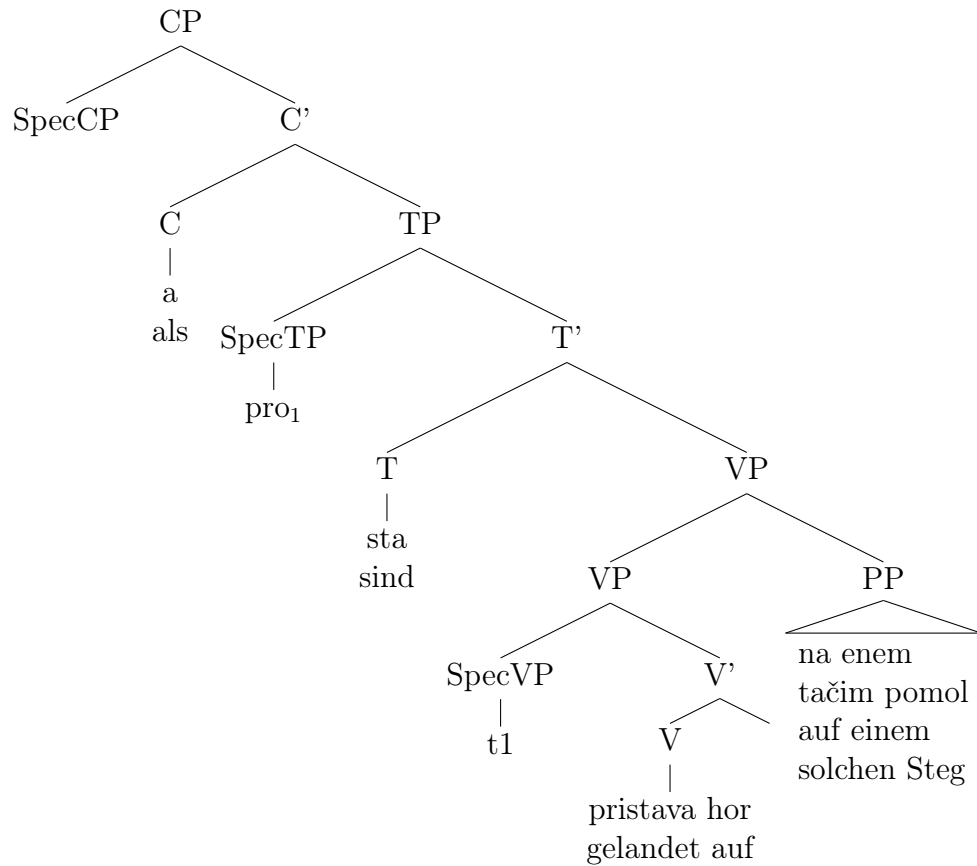 CP
SpecCP C’
C TP
a
als
SpecTP T’
pro₁
T VP
sta
sind
VP PP
na enem
tačim pomol
auf einem
solchen Steg
SpecVP V’
t1
V
pristava hor
gelandet auf